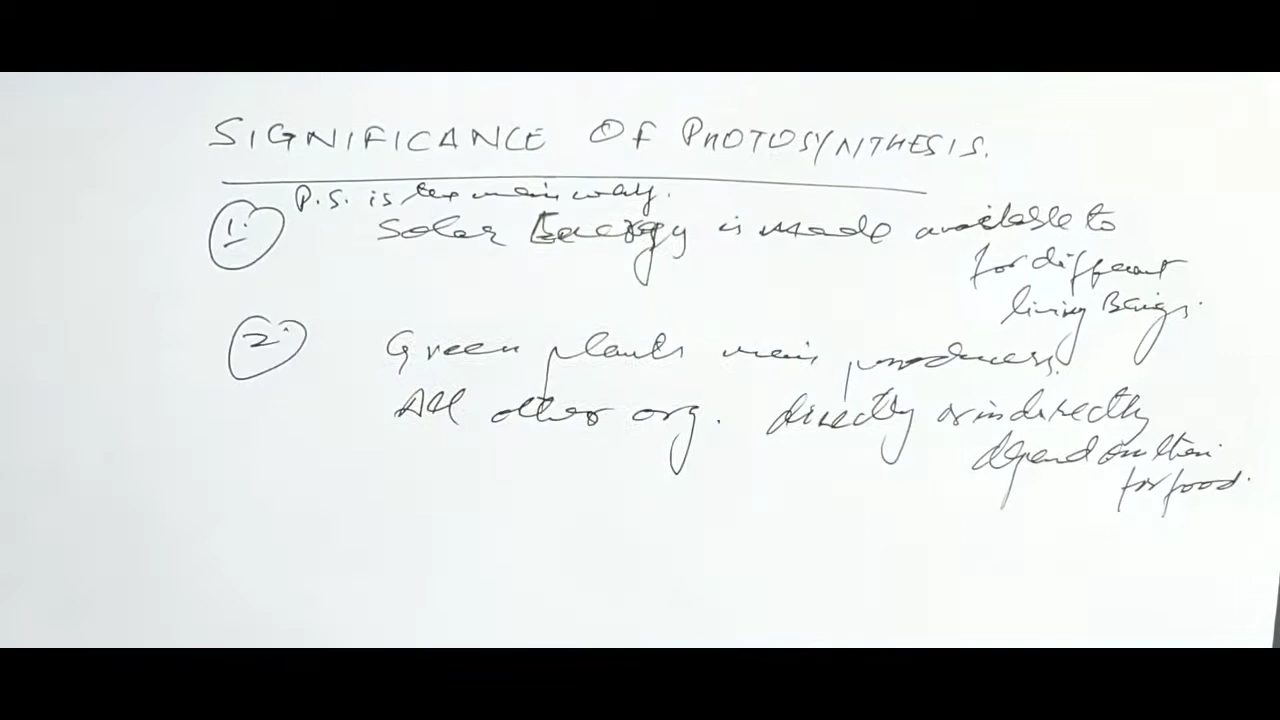 SIGNIFICANCE OF PHOTOSYNTHESIS.
P.S. is the main way.
1. Solar Energy is made available to
for different
living Beings.
2. Green plants main producers.
All other org. directly or indirectly
depend on them
for food.